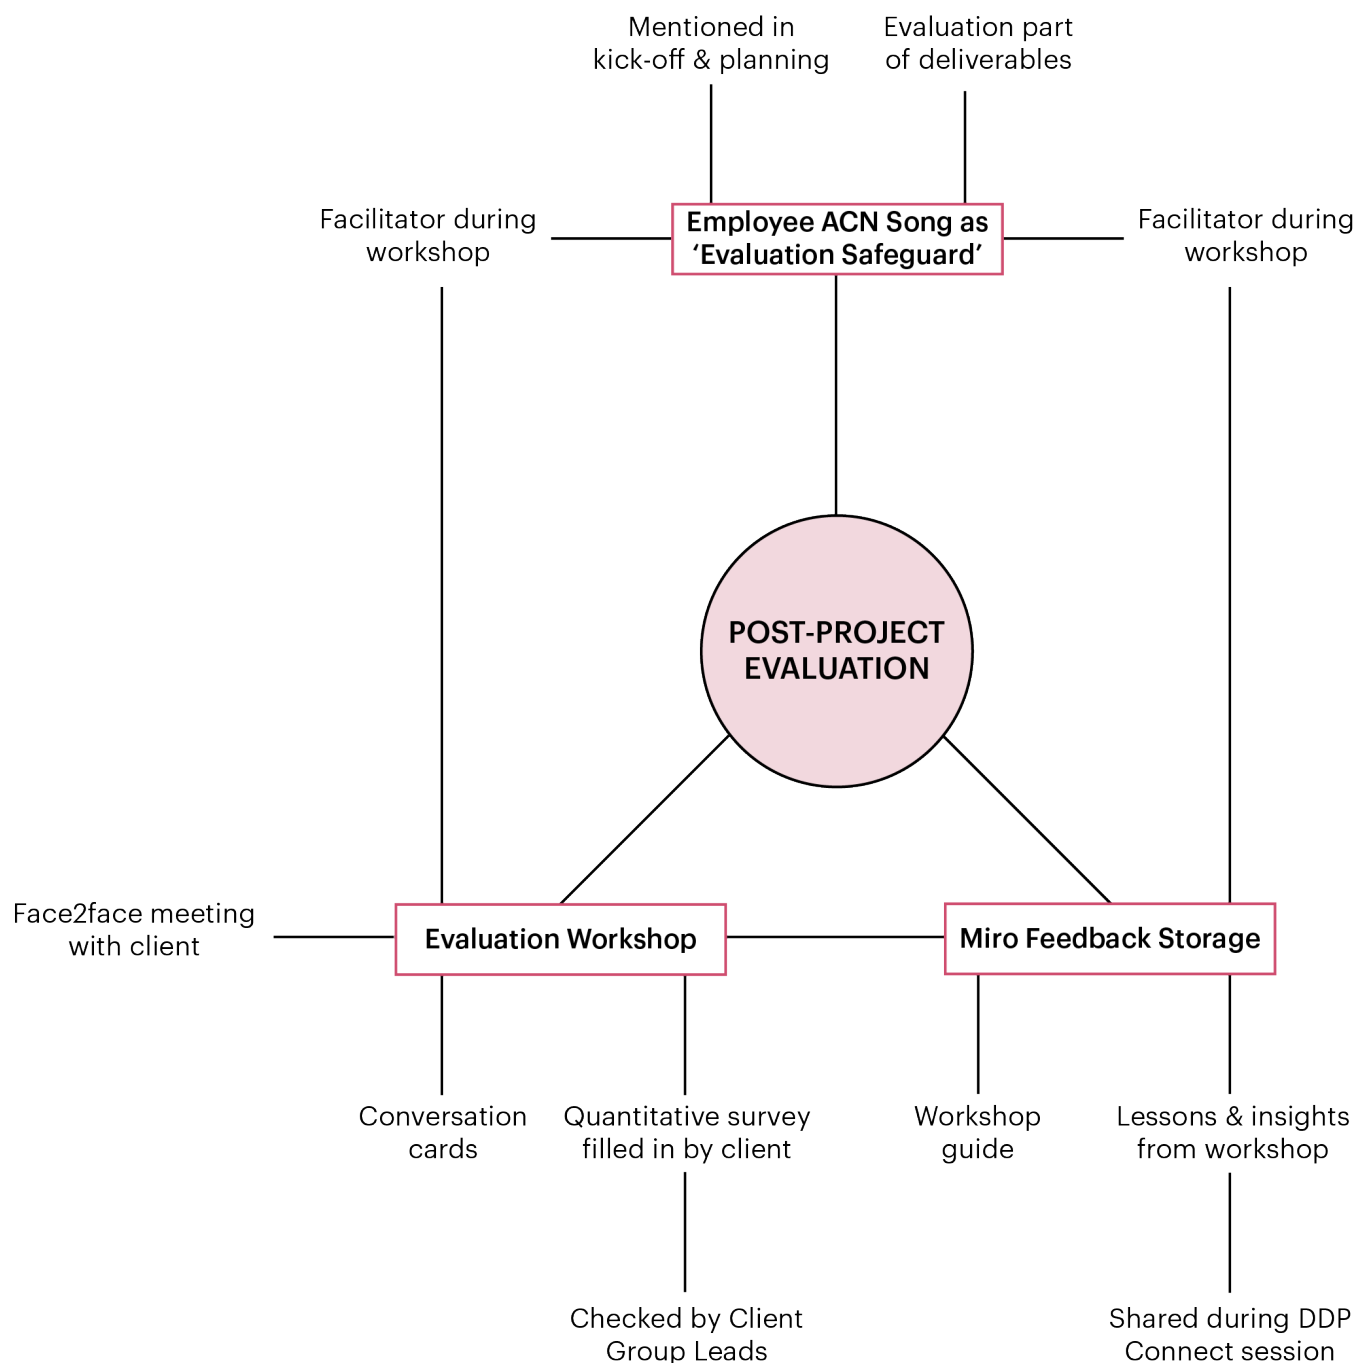 Mentioned in
kick-off & planning
Evaluation part
of deliverables
Facilitator during
workshop
Employee ACN Song as
‘Evaluation Safeguard’
Facilitator during
workshop
POST-PROJECT
EVALUATION
Face2face meeting
with client
Evaluation Workshop
Miro Feedback Storage
Conversation
cards
Quantitative survey
filled in by client
Workshop
guide
Lessons & insights
from workshop
Checked by Client
Group Leads
Shared during DDP
Connect session